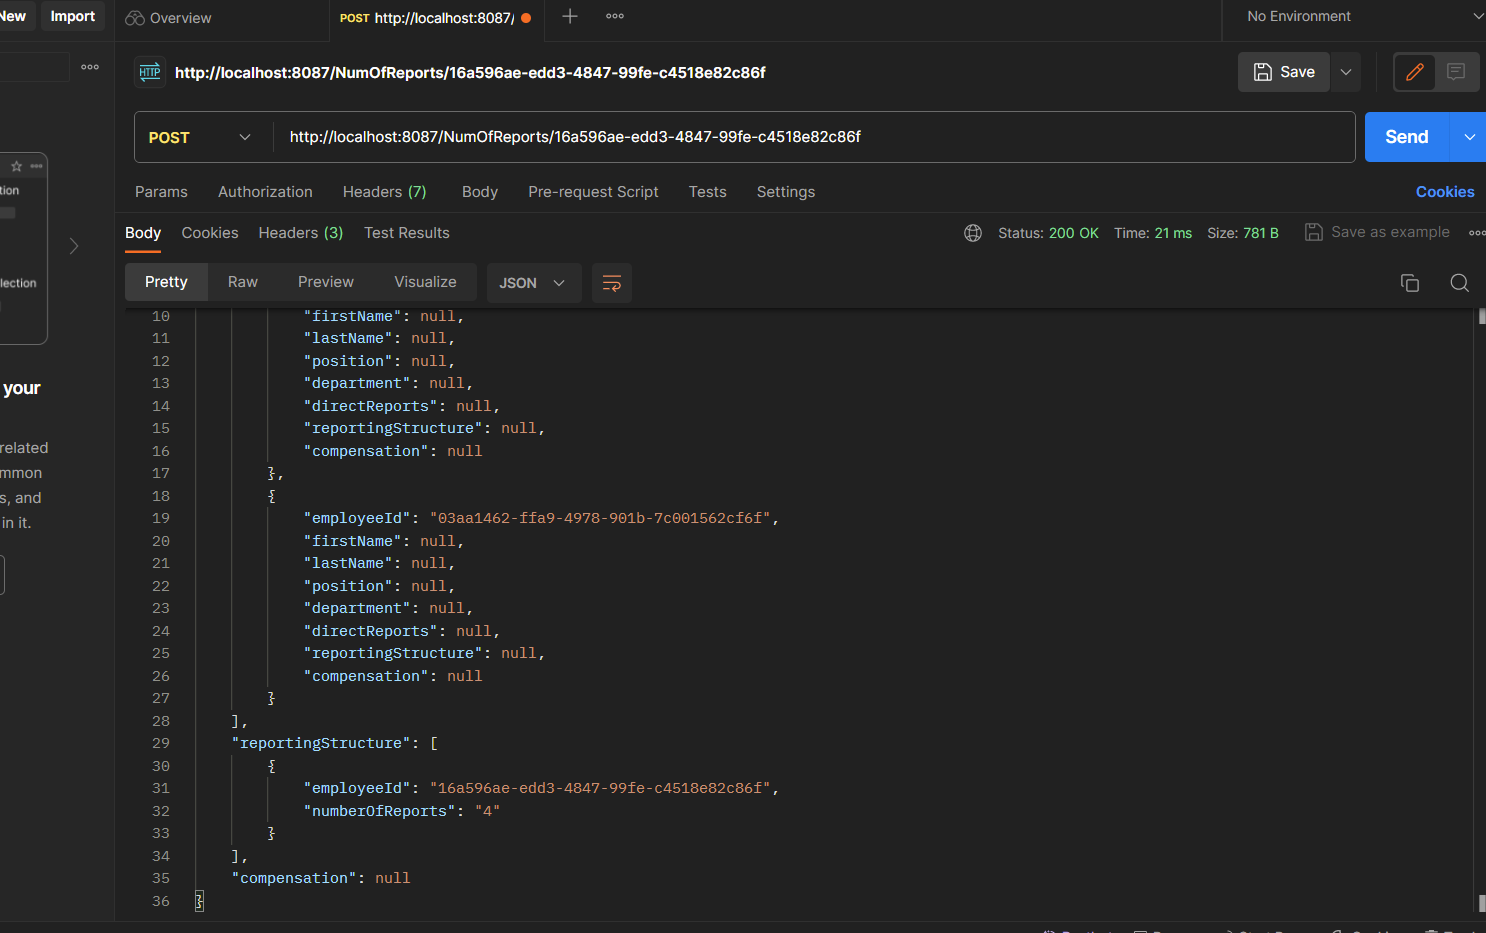 New
Import
Overview
POST http://localhost:8087/
No Environment
HTTP
http://localhost:8087/NumOfReports/16a596ae-edd3-4847-99fe-c4518e82c86f
Save
POST
http://localhost:8087/NumOfReports/16a596ae-edd3-4847-99fe-c4518e82c86f
Send
Params Authorization Headers (7) Body Pre-request Script Tests Settings
Cookies
Body Cookies Headers (3) Test Results
Status: 200 OK Time: 21 ms Size: 781 B Save as example
Pretty Raw Preview Visualize JSON
tion
lection
your
related
mmon
s, and
in it.
10 "firstName": null,
11 "lastName": null,
12 "position": null,
13 "department": null,
14 "directReports": null,
15 "reportingStructure": null,
16 "compensation": null
17 },
18 {
19 "employeeId": "03aa1462-ffa9-4978-901b-7c001562cf6f",
20 "firstName": null,
21 "lastName": null,
22 "position": null,
23 "department": null,
24 "directReports": null,
25 "reportingStructure": null,
26 "compensation": null
27 }
28 ],
29 "reportingStructure": [
30 {
31 "employeeId": "16a596ae-edd3-4847-99fe-c4518e82c86f",
32 "numberOfReports": "4"
33 }
34 ],
35 "compensation": null
36 }